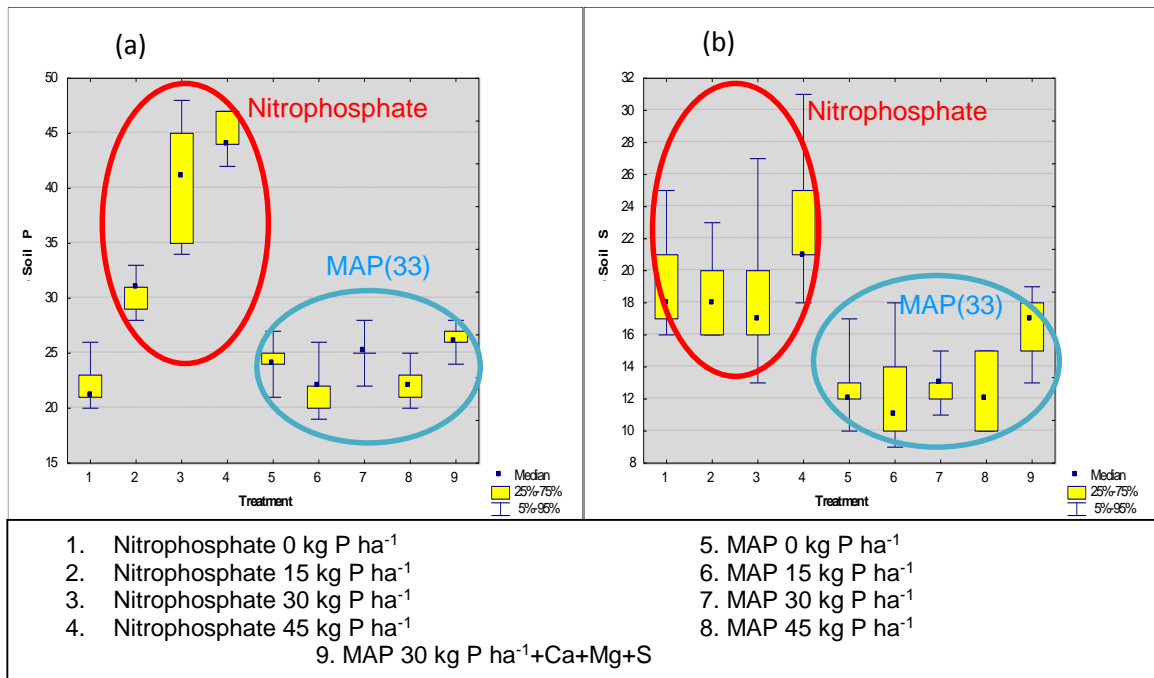 (a)
50
45
40
35
30
25
20
15
Soil P
Nitrophosphate
MAP(33)
1 2 3 4 5 6 7 8 9
Treatment
Median
25%-75%
5%-95%
(b)
32
30
28
26
24
22
20
18
16
14
12
10
8
Soil S
Nitrophosphate
MAP(33)
1 2 3 4 5 6 7 8 9
Treatment
Median
25%-75%
5%-95%
1. Nitrophosphate 0 kg P ha⁻¹
2. Nitrophosphate 15 kg P ha⁻¹
3. Nitrophosphate 30 kg P ha⁻¹
4. Nitrophosphate 45 kg P ha⁻¹
5. MAP 0 kg P ha⁻¹
6. MAP 15 kg P ha⁻¹
7. MAP 30 kg P ha⁻¹
8. MAP 45 kg P ha⁻¹
9. MAP 30 kg P ha⁻¹+Ca+Mg+S